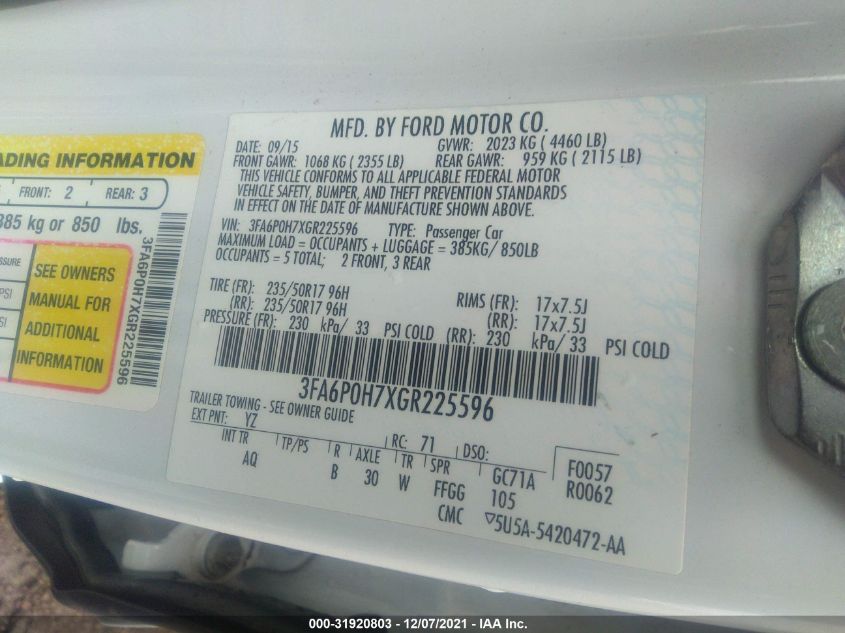 ADING INFORMATION
FRONT: 2 REAR: 3
385 kg or 850 lbs.
SSURE
PSI
SI
SEE OWNERS
MANUAL FOR
ADDITIONAL
INFORMATION
3FA6P0H7XGR225596
MFD. BY FORD MOTOR CO.
DATE: 09/15 GVWR: 2023 KG ( 4460 LB)
FRONT GAWR: 1068 KG ( 2355 LB) REAR GAWR: 959 KG ( 2115 LB)
THIS VEHICLE CONFORMS TO ALL APPLICABLE FEDERAL MOTOR
VEHICLE SAFETY, BUMPER, AND THEFT PREVENTION STANDARDS
IN EFFECT ON THE DATE OF MANUFACTURE SHOWN ABOVE.
VIN: 3FA6P0H7XGR225596 TYPE: Passenger Car
MAXIMUM LOAD = OCCUPANTS + LUGGAGE = 385KG/ 850LB
OCCUPANTS = 5 TOTAL; 2 FRONT, 3 REAR
TIRE (FR): 235/50R17 96H RIMS (FR): 17x7.5J
(RR): 235/50R17 96H (RR): 17x7.5J
PRESSURE (FR): 230 kPa/ 33 PSI COLD (RR): 230 kPa/ 33 PSI COLD
3FA6P0H7XGR225596
TRAILER TOWING - SEE OWNER GUIDE
EXT PNT: YZ RC: 71 DSO:
INT TR TP/PS R AXLE TR SPR GC71A F0057
AQ B 30 W FFGG 105 R0062
CMC ▽5U5A-5420472-AA
000-31920803 - 12/07/2021 - IAA Inc.